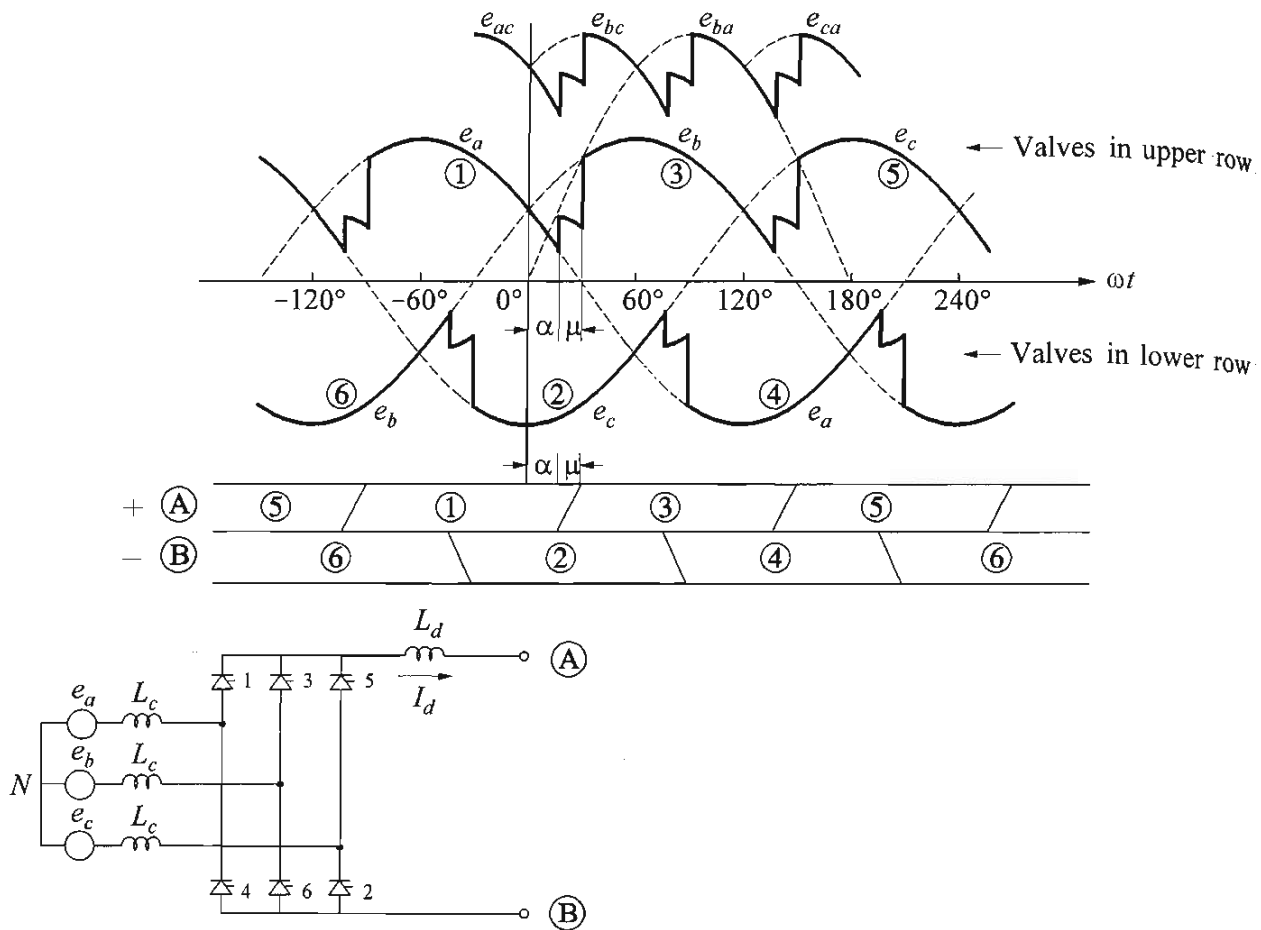 e_ac e_bc e_ba e_ca
e_a e_b e_c
① ③ ⑤
← Valves in upper row
−120° −60° 0° 60° 120° 180° 240° ωt
α μ
← Valves in lower row
⑥ ② ④
e_b e_c e_a
α μ
+ Ⓐ ⑤ ① ③ ⑤
− Ⓑ ⑥ ② ④ ⑥
L_d
Ⓐ
1 3 5
I_d
e_a L_c
e_b L_c
N
e_c L_c
4 6 2
Ⓑ